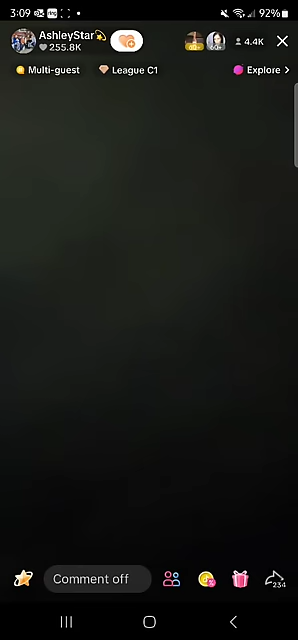 3:09 92%
AshleyStar
255.8K
4.4K
Multi-guest League C1 Explore
Comment off
234